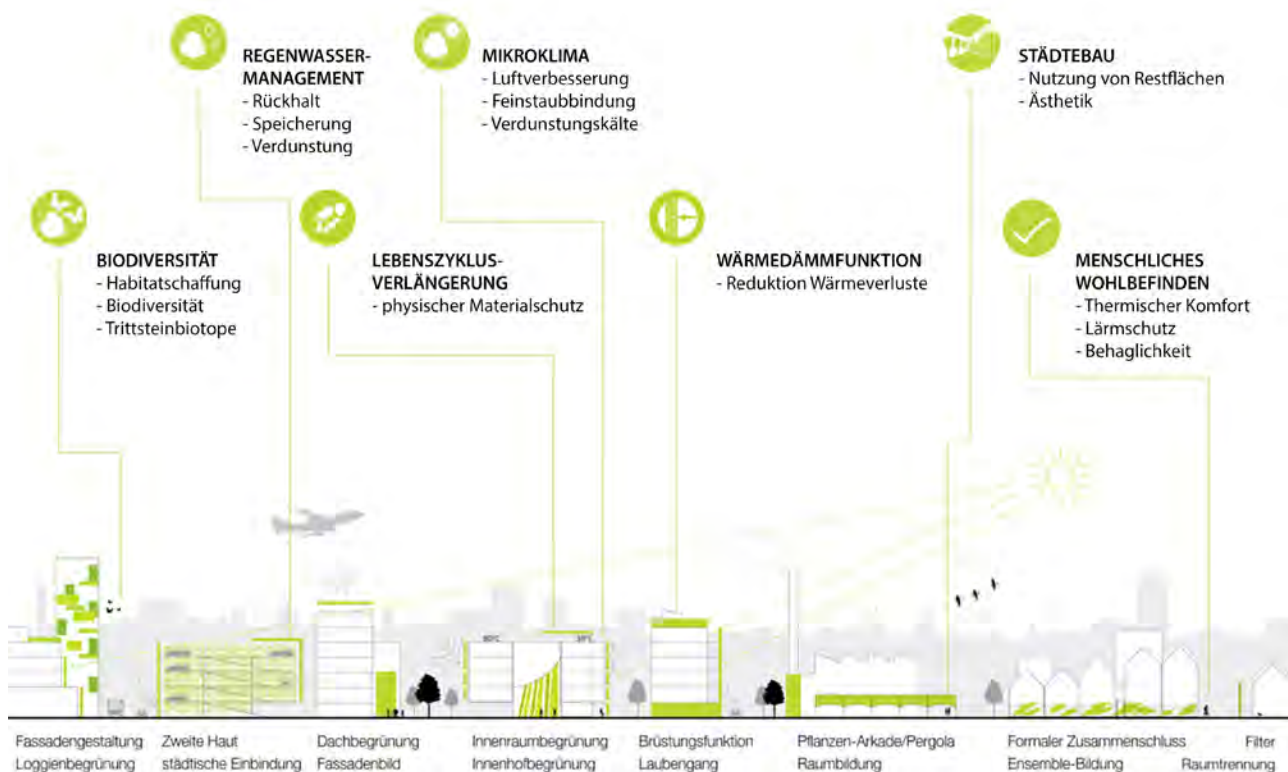 REGENWASSER-
MANAGEMENT
- Rückhalt
- Speicherung
- Verdunstung
MIKROKLIMA
- Luftverbesserung
- Feinstaubbindung
- Verdunstungskälte
STÄDTEBAU
- Nutzung von Restflächen
- Ästhetik
BIODIVERSITÄT
- Habitatschaffung
- Biodiversität
- Trittsteinbiotope
LEBENSZYKLUS-
VERLÄNGERUNG
- physischer Materialschutz
WÄRMEDÄMMFUNKTION
- Reduktion Wärmeverluste
MENSCHLICHES
WOHLBEFINDEN
- Thermischer Komfort
- Lärmschutz
- Behaglichkeit
Fassadengestaltung
Loggienbegrünung
Zweite Haut
städtische Einbindung
Dachbegrünung
Fassadenbild
Innenraumbegrünung
Innenhofbegrünung
Brüstungsfunktion
Laubengang
Pflanzen-Arkade/Pergola
Raumbildung
Formaler Zusammenschluss
Ensemble-Bildung
Filter
Raumtrennung